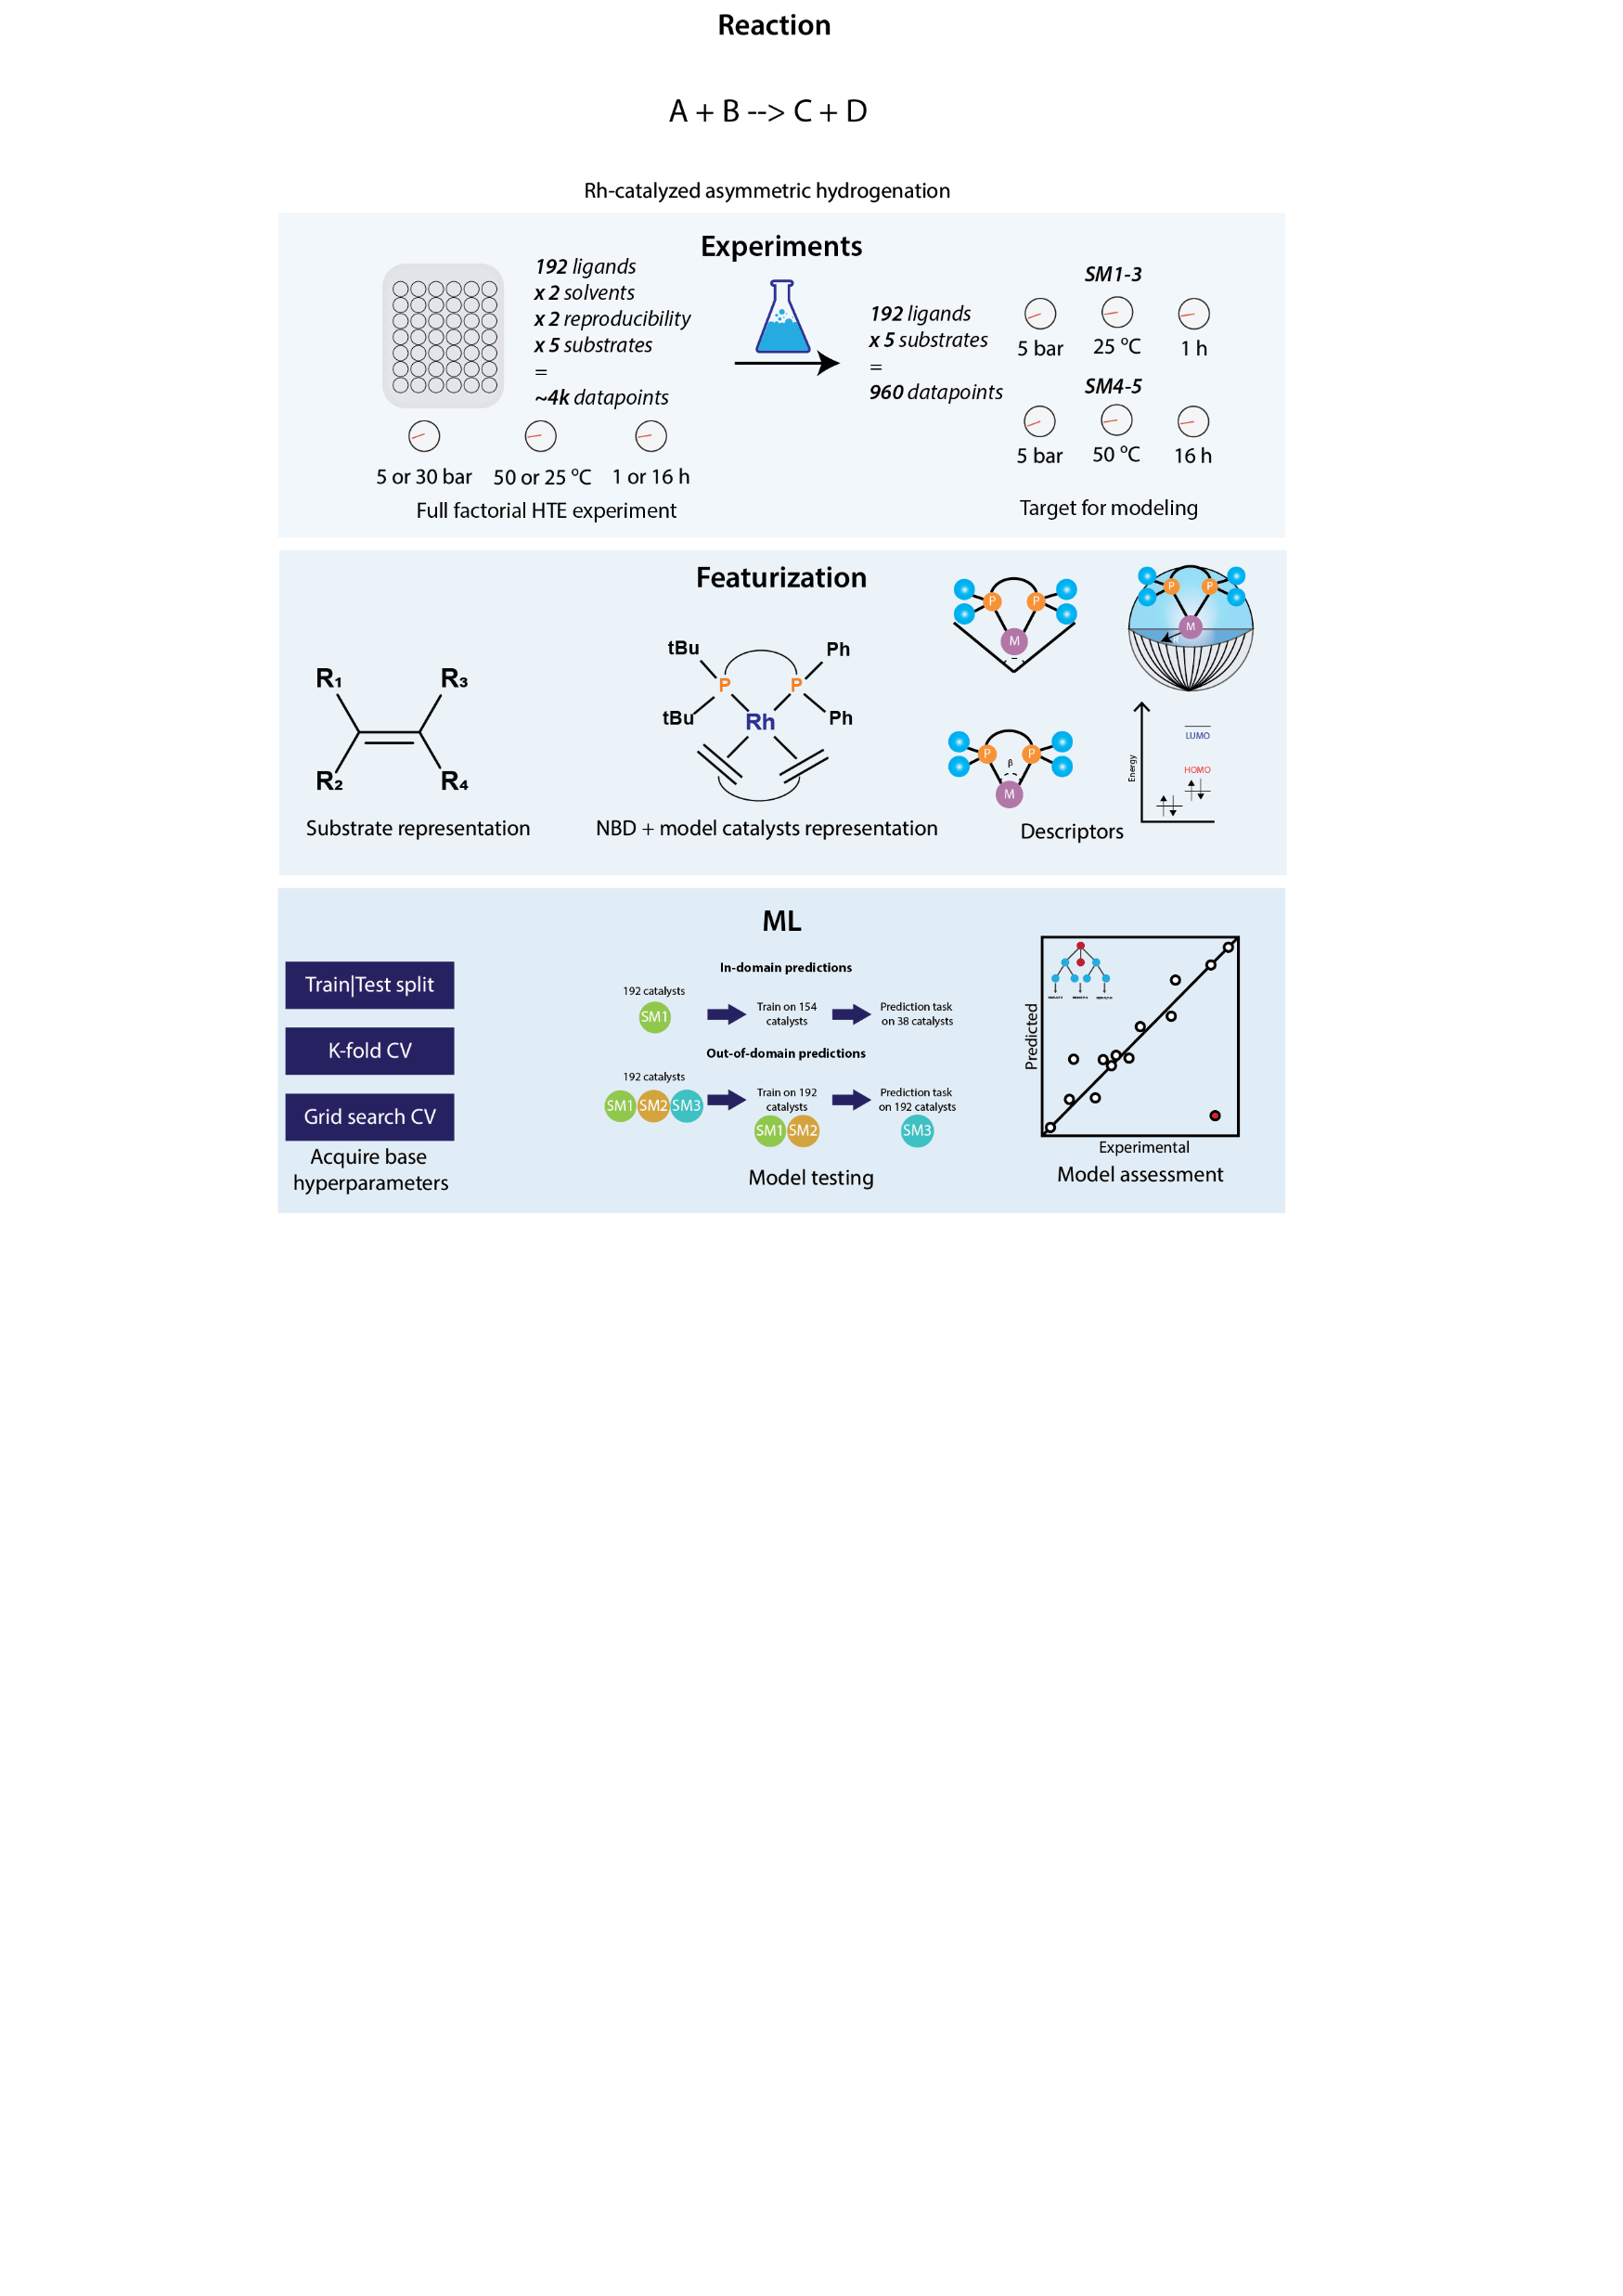 Reaction
A + B --> C + D
Rh-catalyzed asymmetric hydrogenation
Experiments
192 ligands
x 2 solvents
x 2 reproducibility
x 5 substrates
=
~4k datapoints
5 or 30 bar
50 or 25 ºC
1 or 16 h
Full factorial HTE experiment
192 ligands
x 5 substrates
=
960 datapoints
SM1-3
5 bar
25 ºC
1 h
SM4-5
5 bar
50 ºC
16 h
Target for modeling
Featurization
R₁
R₃
R₂
R₄
Substrate representation
tBu
Ph
P
P
tBu
Ph
Rh
NBD + model catalysts representation
P
P
M
P
P
M
P
P
β
M
Energy
LUMO
HOMO
Descriptors
ML
Train|Test split
K-fold CV
Grid search CV
Acquire base
hyperparameters
In-domain predictions
192 catalysts
SM1
Train on 154
catalysts
Prediction task
on 38 catalysts
Out-of-domain predictions
192 catalysts
SM1
SM2
SM3
Train on 192
catalysts
SM1
SM2
Prediction task
on 192 catalysts
SM3
Model testing
Predicted
Experimental
Model assessment